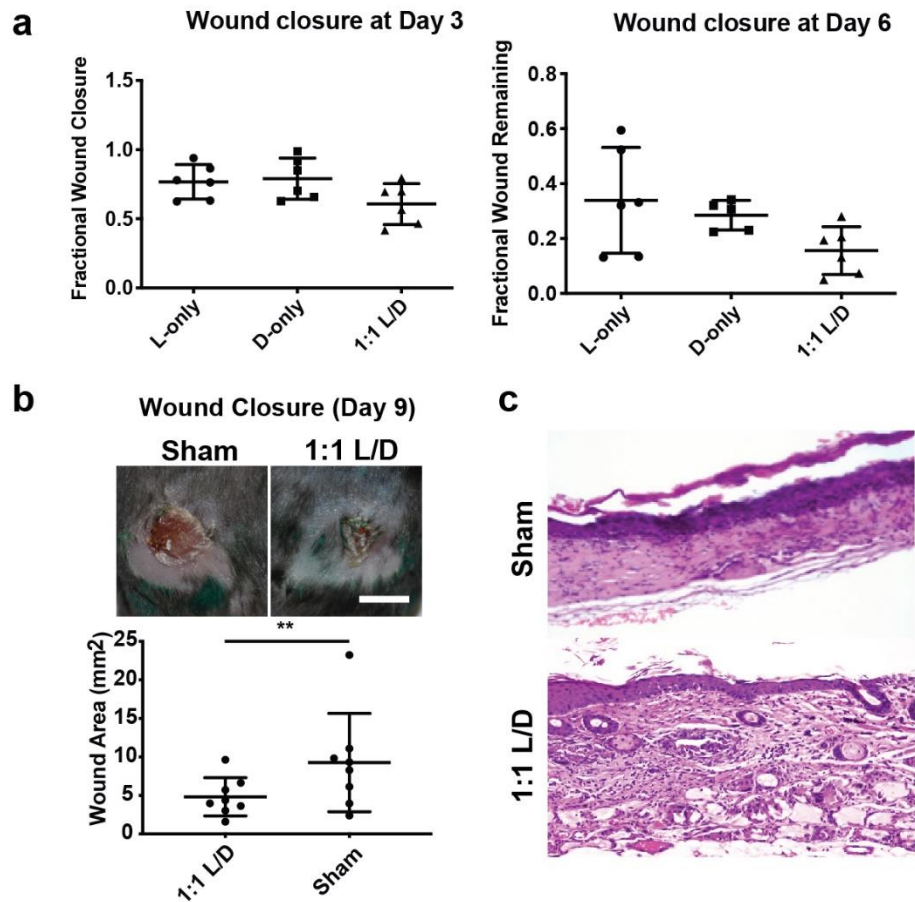 a
Wound closure at Day 3
Fractional Wound Closure
1.5
1.0
0.5
0.0
L-only
D-only
1:1 L/D
Wound closure at Day 6
Fractional Wound Remaining
0.8
0.6
0.4
0.2
0.0
L-only
D-only
1:1 L/D
b
Wound Closure (Day 9)
Sham
1:1 L/D
**
Wound Area (mm2)
25
20
15
10
5
0
1:1 L/D
Sham
c
Sham
1:1 L/D